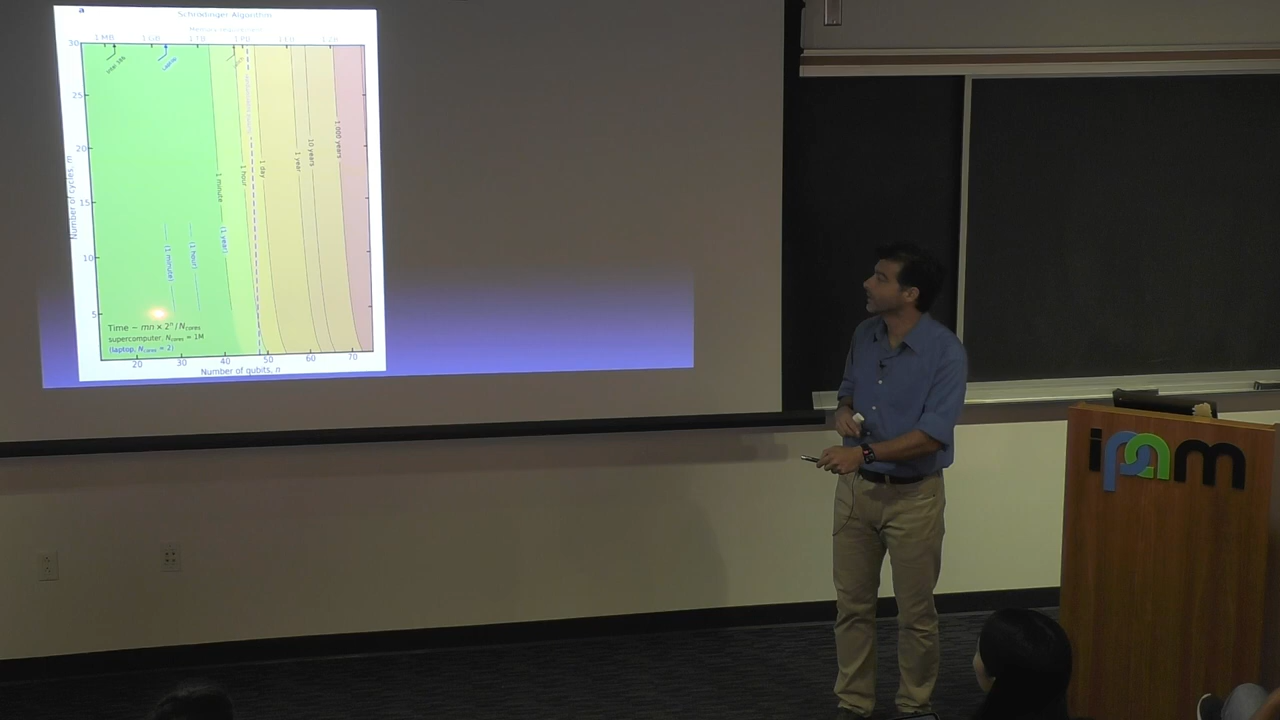 a
Schrödinger Algorithm
1 MB 1 GB 1 TB 1 PB 1 EB 1 ZB
Intel 386
Laptop
30
25
20
15
10
5
Number of cycles, m
1 minute
1 hour
1 day
1 year
10 years
1,000 years
(1 minute)
(1 hour)
(1 year)
Time ~ mn × 2ⁿ / N_cores
supercomputer, N_cores = 1M
(laptop, N_cores = 2)
20 30 40 50 60 70
Number of qubits, n
ipam